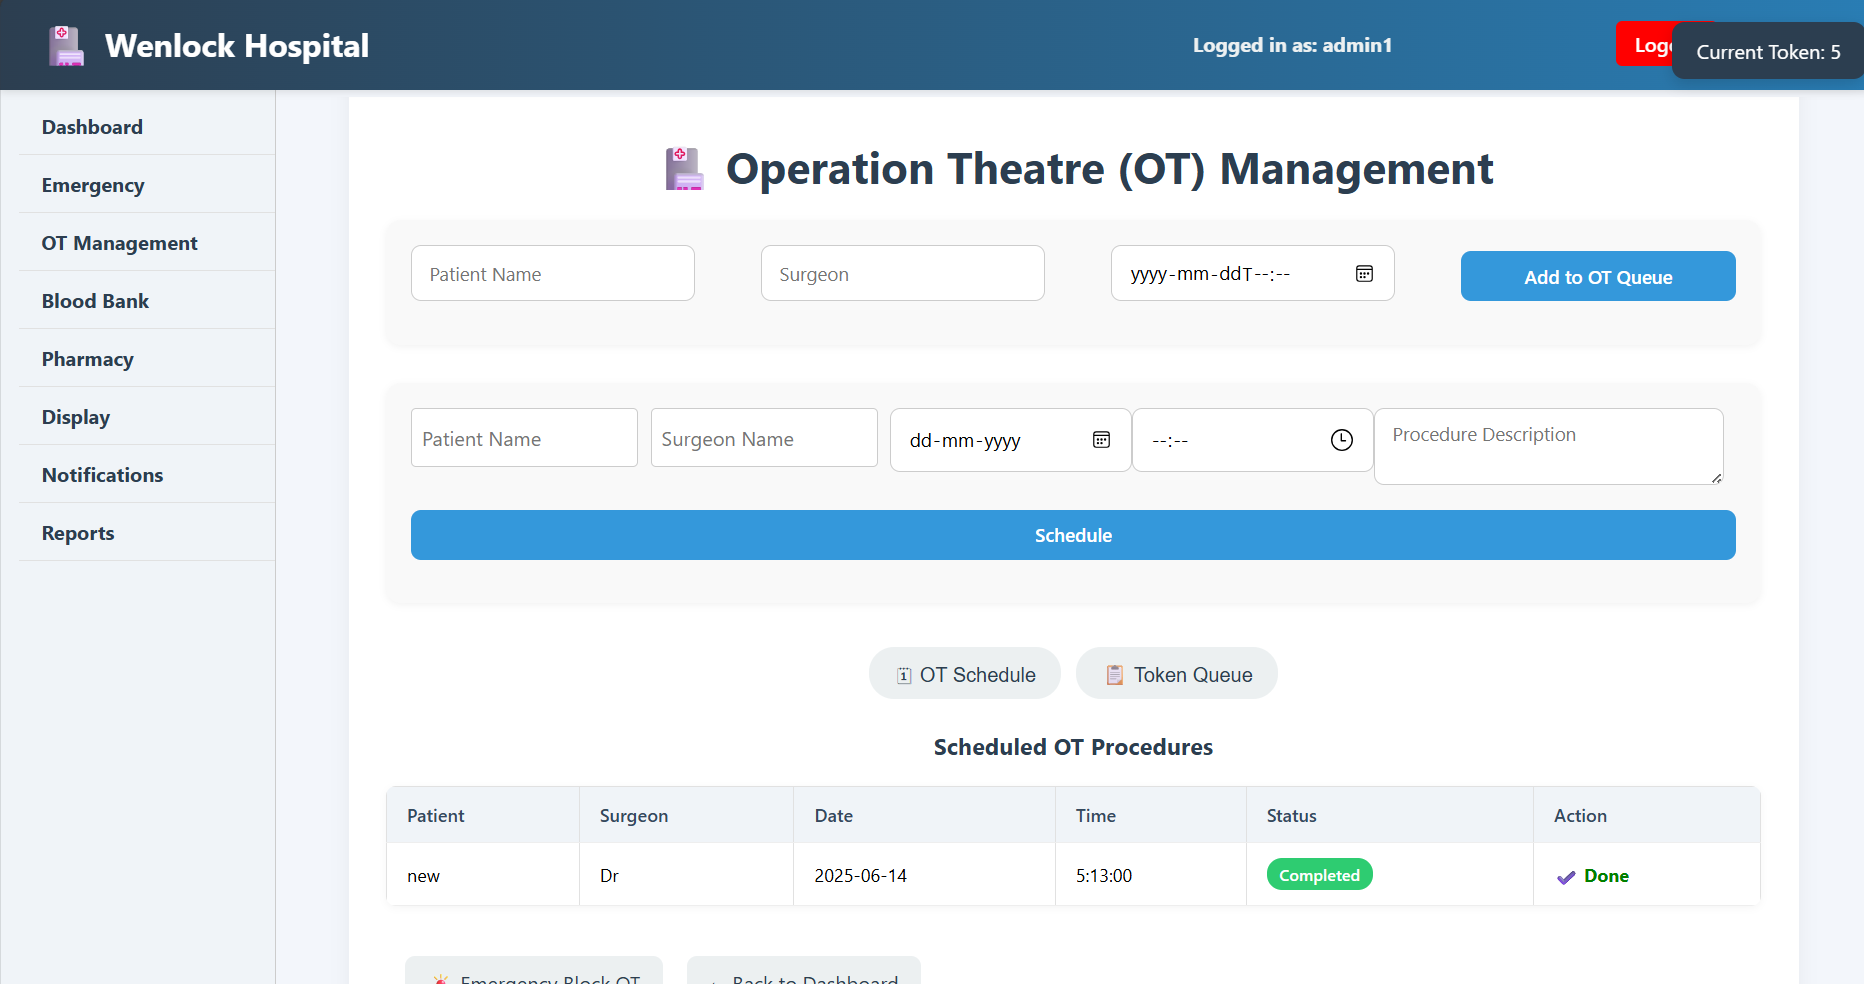 Wenlock Hospital
Logged in as: admin1
Current Token: 5
Dashboard
Emergency
OT Management
Blood Bank
Pharmacy
Display
Notifications
Reports
Operation Theatre (OT) Management
Patient Name
Surgeon
yyyy-mm-ddT--:--
Add to OT Queue
Patient Name
Surgeon Name
dd-mm-yyyy
--:--
Procedure Description
Schedule
OT Schedule
Token Queue
Scheduled OT Procedures
Patient Surgeon Date Time Status Action
new Dr 2025-06-14 5:13:00 Completed Done
Emergency Block OT
Back to Dashboard